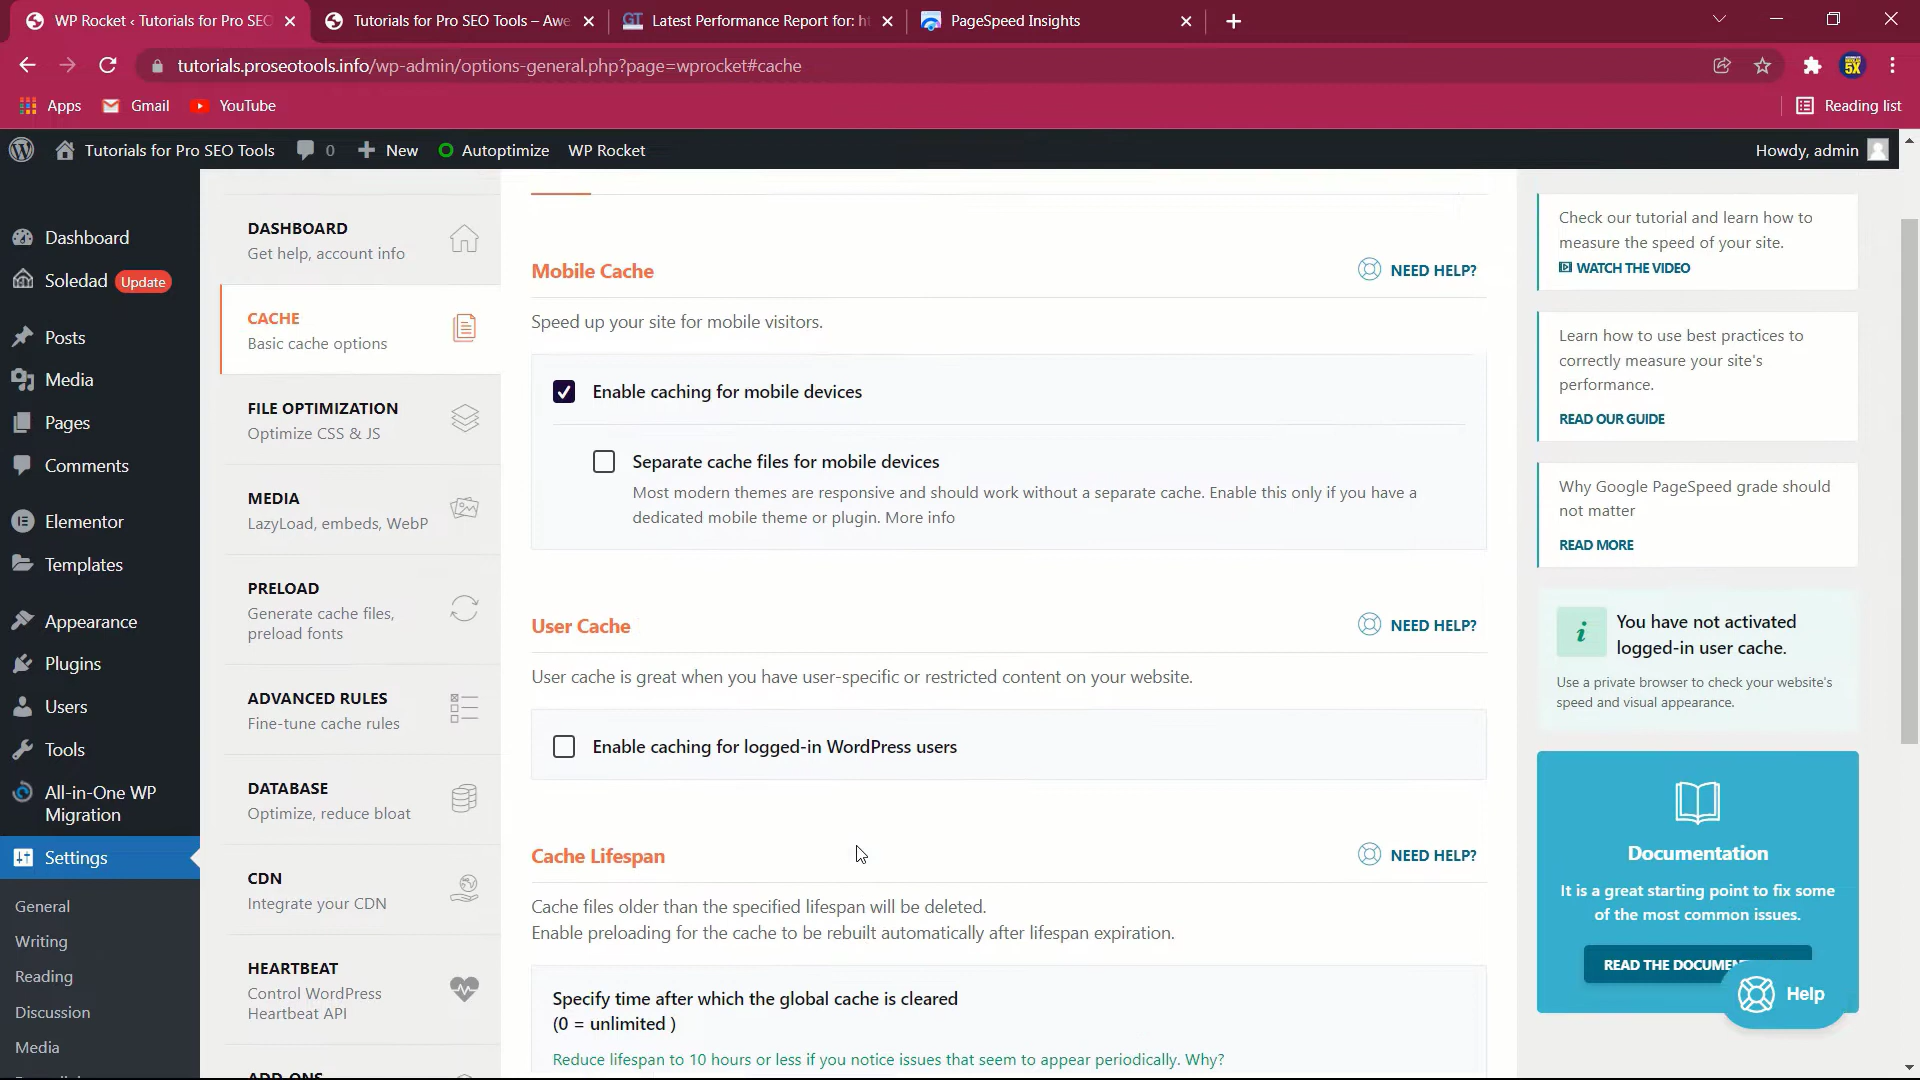 WP Rocket ‹ Tutorials for Pro SEO
Tutorials for Pro SEO Tools – Awe
GT Latest Performance Report for: ht
PageSpeed Insights
tutorials.proseotools.info/wp-admin/options-general.php?page=wprocket#cache
5X
Apps
Gmail
YouTube
Reading list
Tutorials for Pro SEO Tools
0
New
Autoptimize
WP Rocket
Howdy, admin
Dashboard
Soledad Update
Posts
Media
Pages
Comments
Elementor
Templates
Appearance
Plugins
Users
Tools
All-in-One WP
Migration
Settings
General
Writing
Reading
Discussion
Media
DASHBOARD
Get help, account info
CACHE
Basic cache options
FILE OPTIMIZATION
Optimize CSS & JS
MEDIA
LazyLoad, embeds, WebP
PRELOAD
Generate cache files,
preload fonts
ADVANCED RULES
Fine-tune cache rules
DATABASE
Optimize, reduce bloat
CDN
Integrate your CDN
HEARTBEAT
Control WordPress
Heartbeat API
ADD-ONS
Mobile Cache
NEED HELP?
Speed up your site for mobile visitors.
Enable caching for mobile devices
Separate cache files for mobile devices
Most modern themes are responsive and should work without a separate cache. Enable this only if you have a
dedicated mobile theme or plugin. More info
User Cache
NEED HELP?
User cache is great when you have user-specific or restricted content on your website.
Enable caching for logged-in WordPress users
Cache Lifespan
NEED HELP?
Cache files older than the specified lifespan will be deleted.
Enable preloading for the cache to be rebuilt automatically after lifespan expiration.
Specify time after which the global cache is cleared
(0 = unlimited )
Reduce lifespan to 10 hours or less if you notice issues that seem to appear periodically. Why?
Check our tutorial and learn how to
measure the speed of your site.
WATCH THE VIDEO
Learn how to use best practices to
correctly measure your site's
performance.
READ OUR GUIDE
Why Google PageSpeed grade should
not matter
READ MORE
You have not activated
logged-in user cache.
Use a private browser to check your website's
speed and visual appearance.
Documentation
It is a great starting point to fix some
of the most common issues.
READ THE DOCUMEN
Help